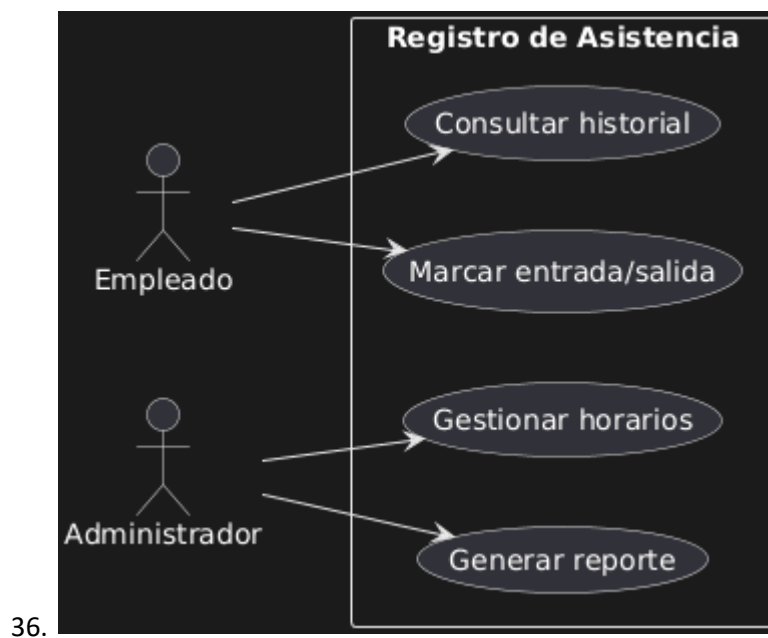 Registro de Asistencia
Consultar historial
Empleado
Marcar entrada/salida
Gestionar horarios
Administrador
Generar reporte
36.